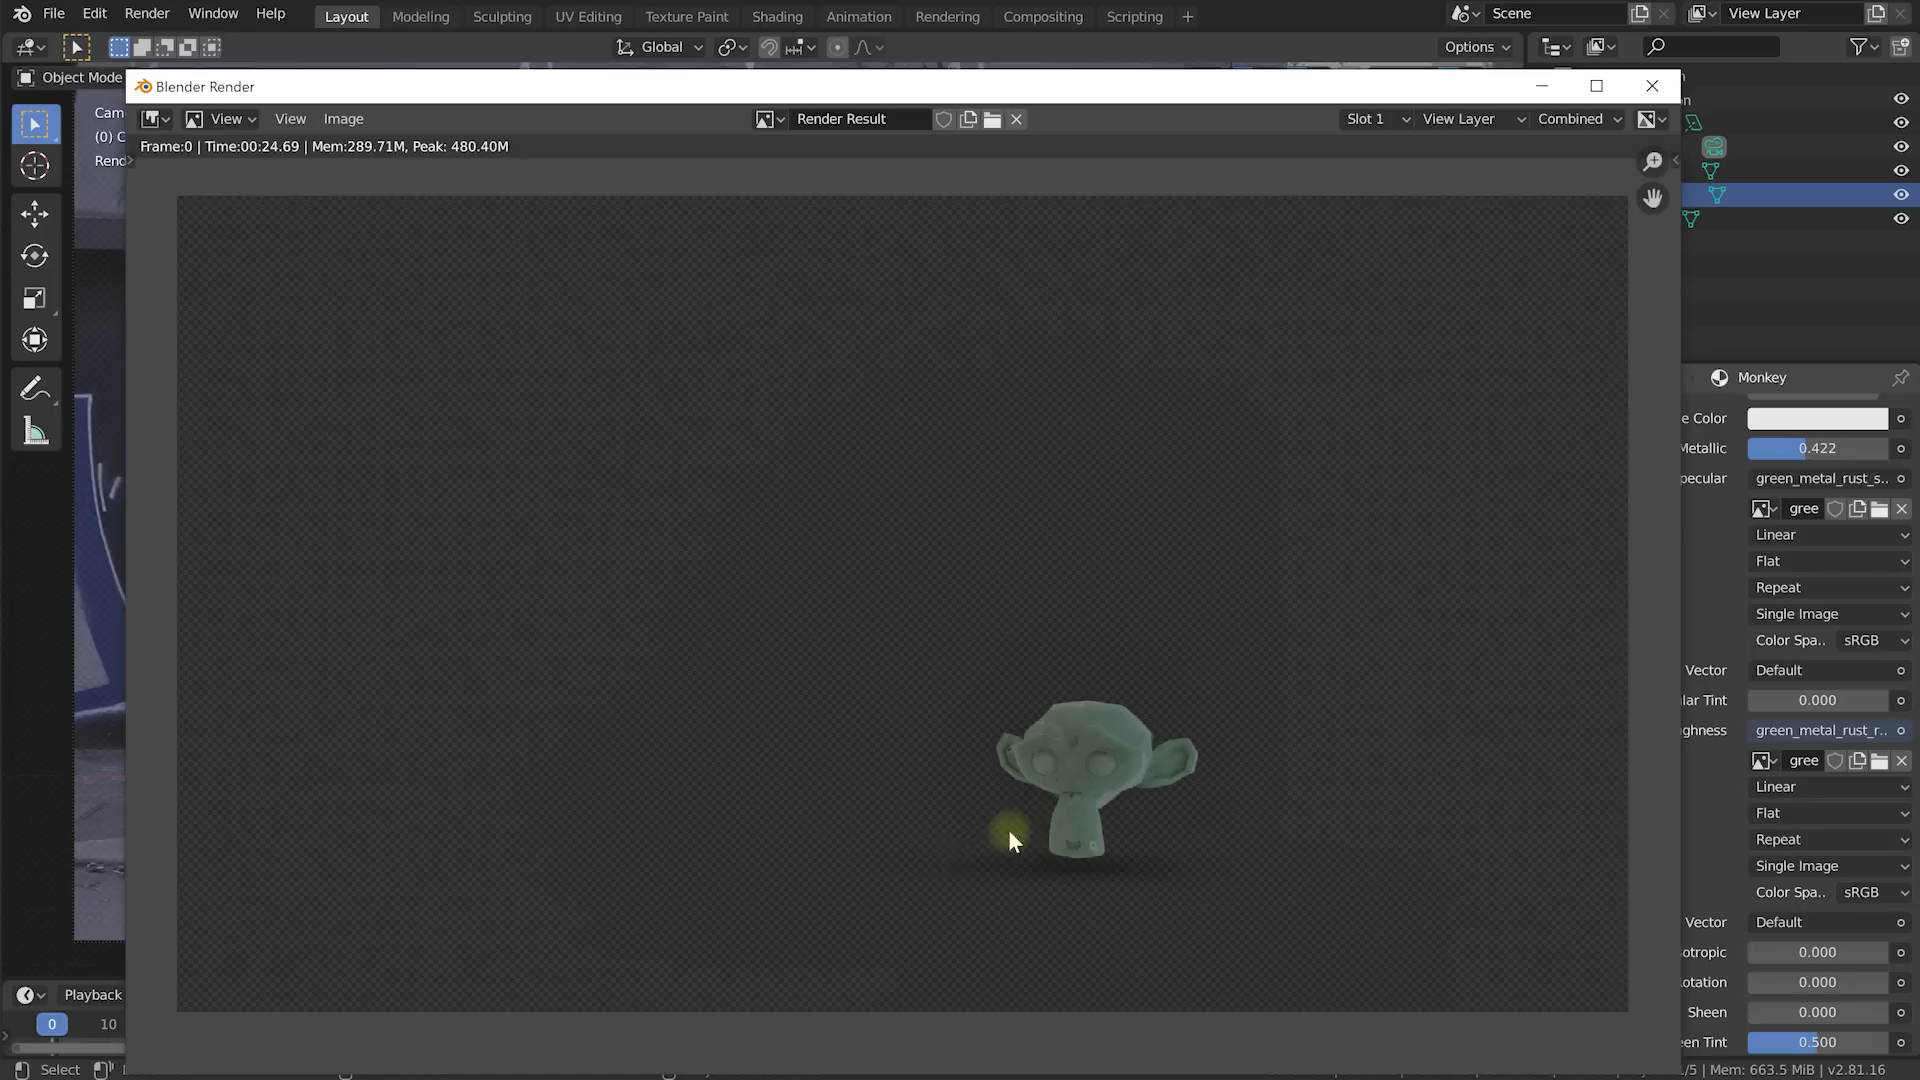 File Edit Render Window Help Layout Modeling Sculpting UV Editing Texture Paint Shading Animation Rendering Compositing Scripting + Scene View Layer
Global Options
Object Mode
Blender Render
View View Image Render Result Slot 1 View Layer Combined
Frame:0 | Time:00:24.69 | Mem:289.71M, Peak: 480.40M
Cam
(0) C
Rend
n
Monkey
e Color
Metallic 0.422
pecular green_metal_rust_s..
gree
Linear
Flat
Repeat
Single Image
Color Spa.. sRGB
Vector Default
lar Tint 0.000
ghness green_metal_rust_r..
gree
Linear
Flat
Repeat
Single Image
Color Spa.. sRGB
Vector Default
otropic 0.000
otation 0.000
Sheen 0.000
en Tint 0.500
Playback
0 10
Select
1/5 | Mem: 663.5 MiB | v2.81.16